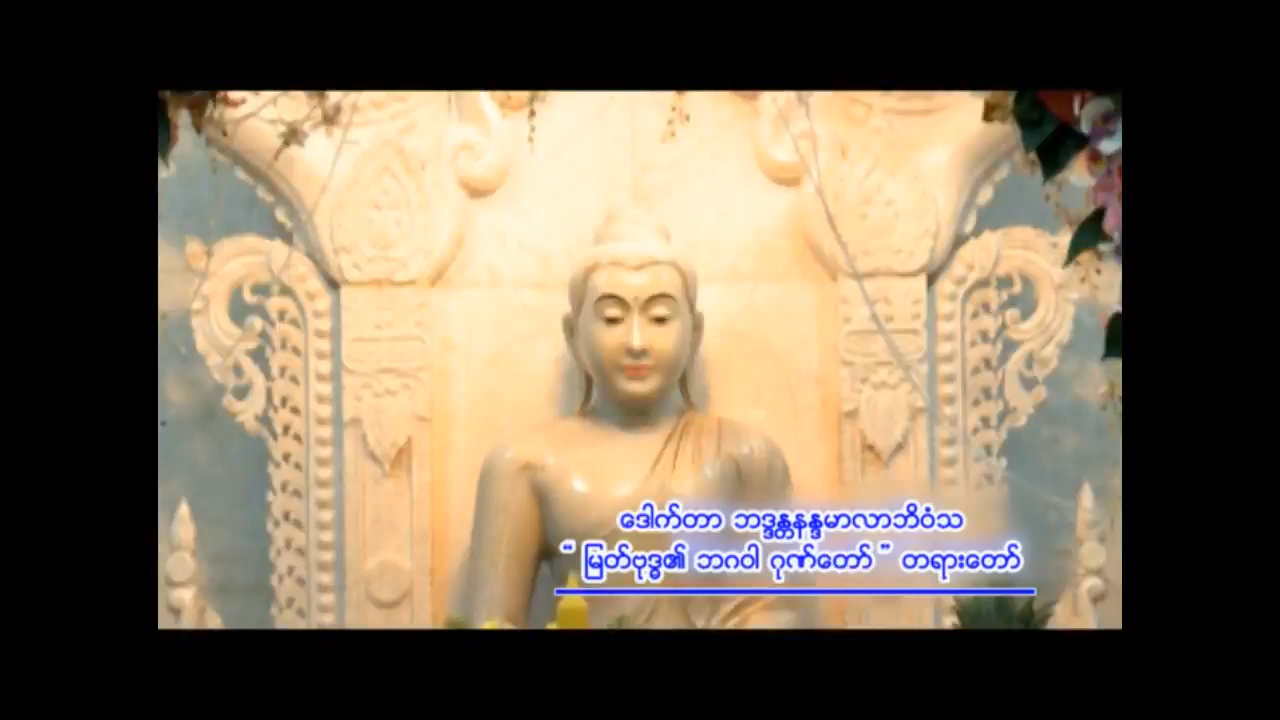 ဒေါက်တာ ဘဒ္ဒန္တနန္ဒမာလာဘိဝံသ
“ မြတ်ဗုဒ္ဓ၏ ဘဂဝါ ဂုဏ်တော် ” တရားတော်